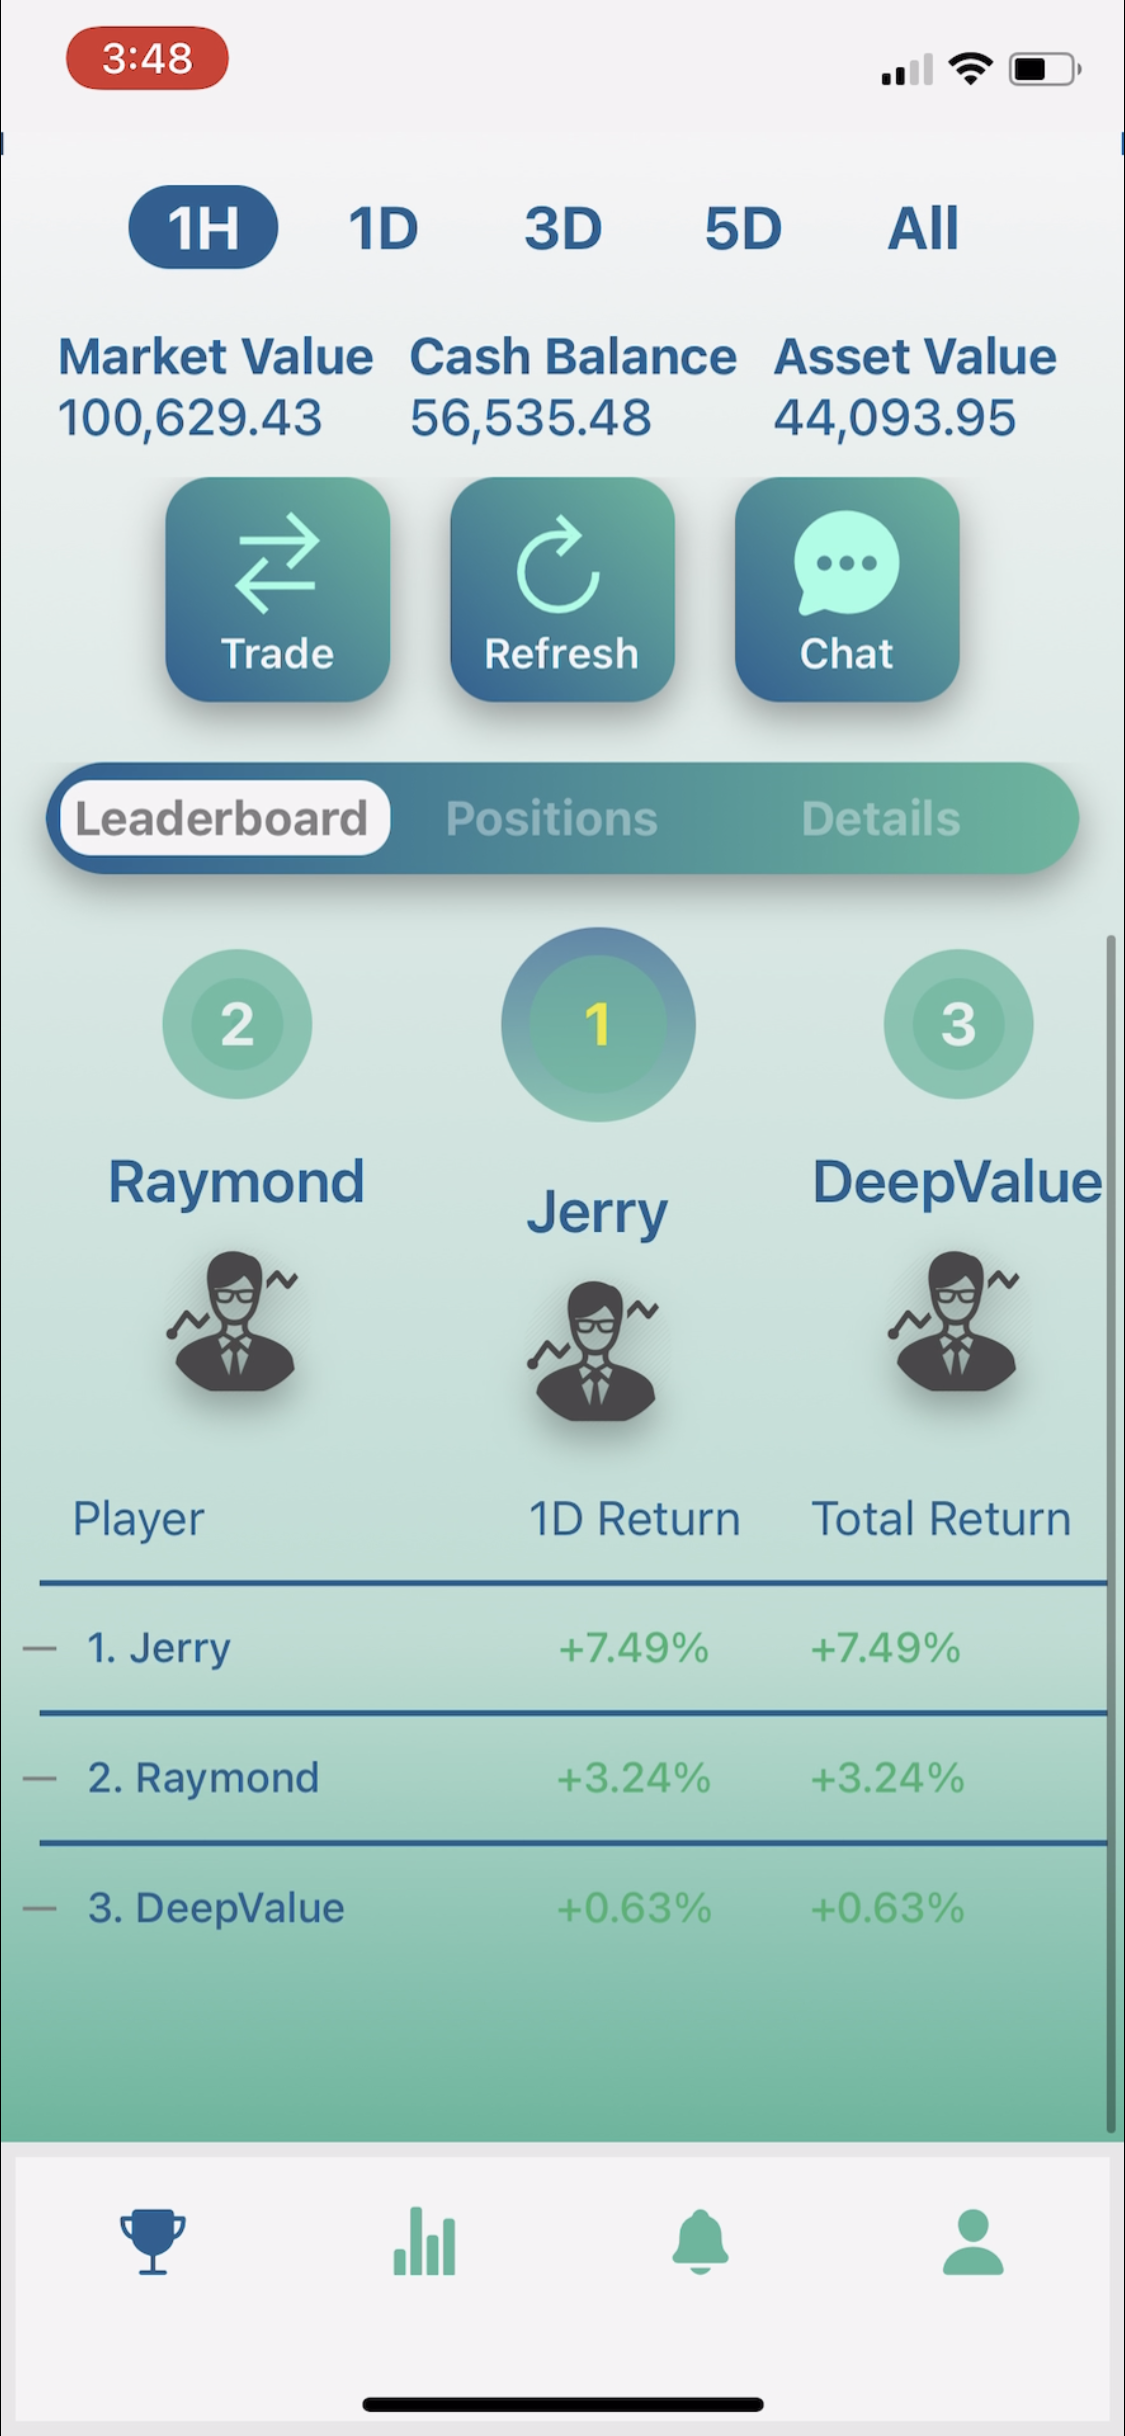 3:48
1H 1D 3D 5D All
Market Value Cash Balance Asset Value
100,629.43 56,535.48 44,093.95
Trade Refresh Chat
Leaderboard Positions Details
2 1 3
Raymond Jerry DeepValue
Player 1D Return Total Return
1. Jerry +7.49% +7.49%
2. Raymond +3.24% +3.24%
3. DeepValue +0.63% +0.63%